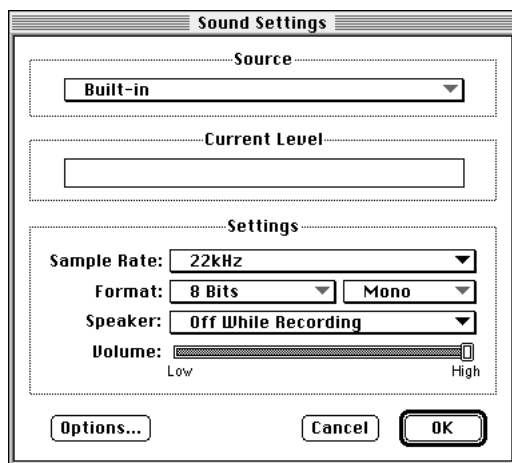 Sound Settings
Source
Built-in
Current Level
Settings
Sample Rate: 22kHz
Format: 8 Bits Mono
Speaker: Off While Recording
Volume:
Low High
Options... Cancel OK